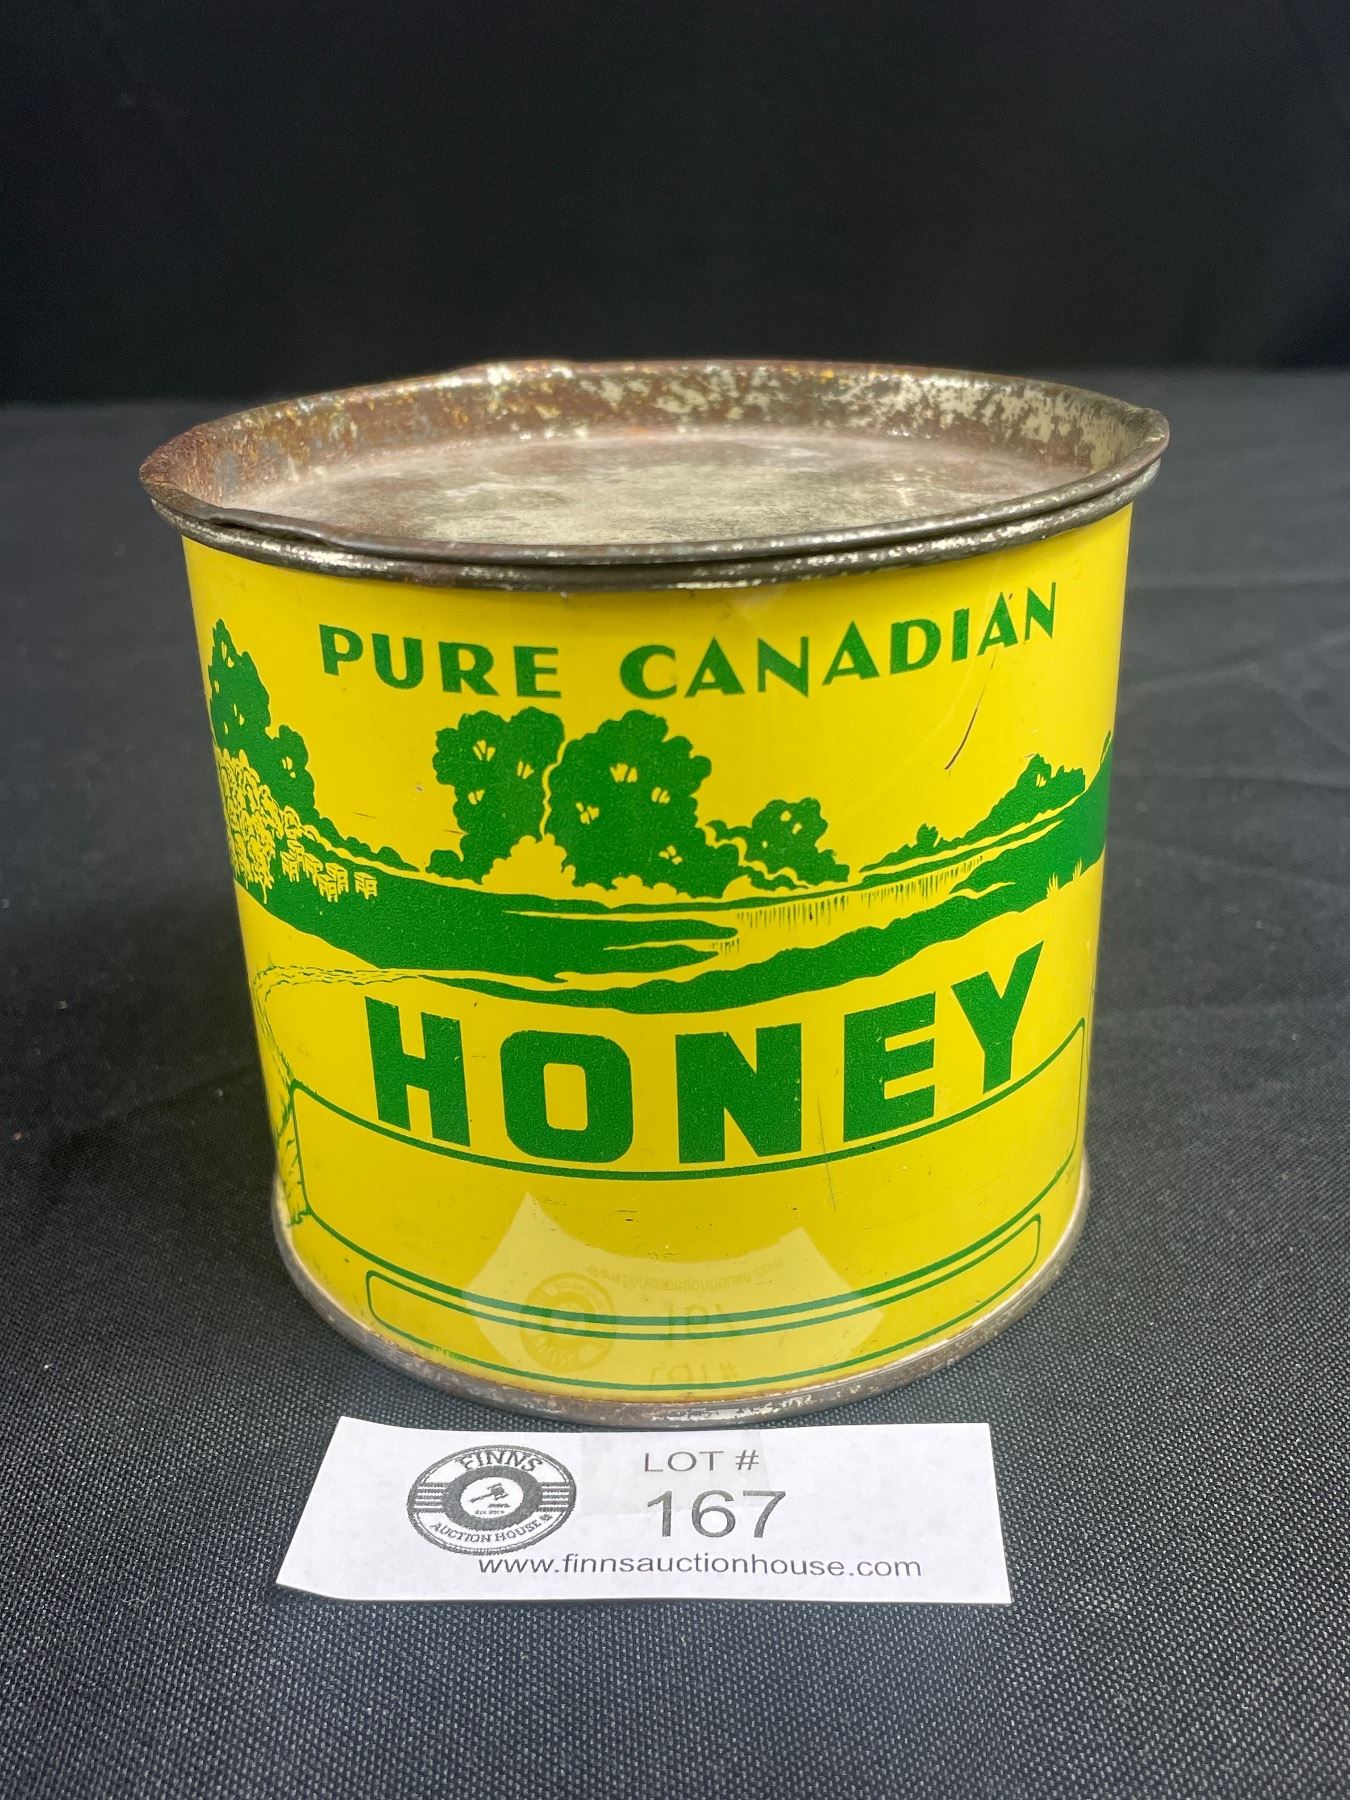 PURE CANADIAN
HONEY
FINNS
AUCTION HOUSE
LOT #
167
www.finnsauctionhouse.com